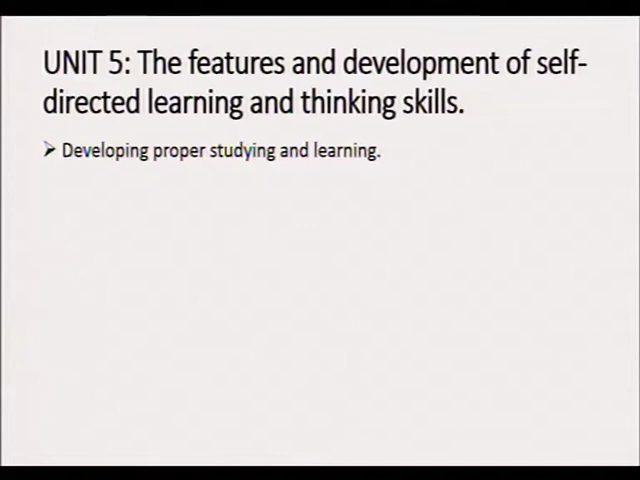 UNIT 5: The features and development of self-
directed learning and thinking skills.
➢ Developing proper studying and learning.